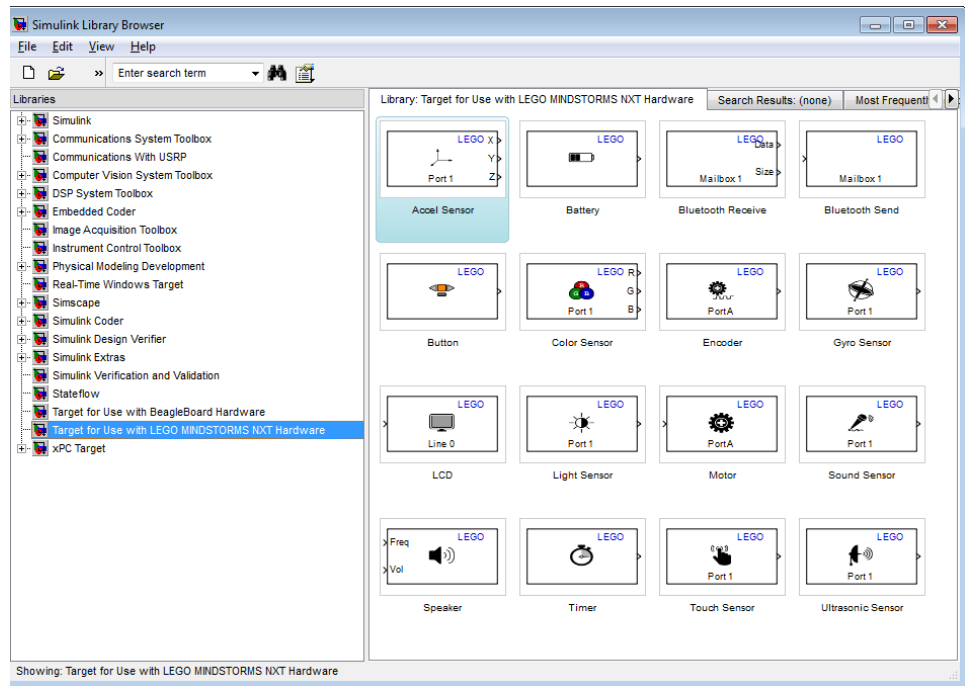 Simulink Library Browser
File Edit View Help
» Enter search term
Libraries
Simulink
Communications System Toolbox
Communications With USRP
Computer Vision System Toolbox
DSP System Toolbox
Embedded Coder
Image Acquisition Toolbox
Instrument Control Toolbox
Physical Modeling Development
Real-Time Windows Target
Simscape
Simulink Coder
Simulink Design Verifier
Simulink Extras
Simulink Verification and Validation
Stateflow
Target for Use with BeagleBoard Hardware
Target for Use with LEGO MINDSTORMS NXT Hardware
xPC Target
Library: Target for Use with LEGO MINDSTORMS NXT Hardware Search Results: (none) Most Frequentl
LEGO X
Y
Port 1 Z
Accel Sensor
LEGO
Battery
LEGO Data
Mailbox 1 Size
Bluetooth Receive
LEGO
Mailbox 1
Bluetooth Send
LEGO
Button
LEGO R
R
G B
G
Port 1 B
Color Sensor
LEGO
Port A
Encoder
LEGO
Port 1
Gyro Sensor
LEGO
Line 0
LCD
LEGO
Port 1
Light Sensor
LEGO
Port A
Motor
LEGO
Port 1
Sound Sensor
LEGO
Freq
Vol
Speaker
LEGO
Timer
LEGO
Port 1
Touch Sensor
LEGO
Port 1
Ultrasonic Sensor
Showing: Target for Use with LEGO MINDSTORMS NXT Hardware